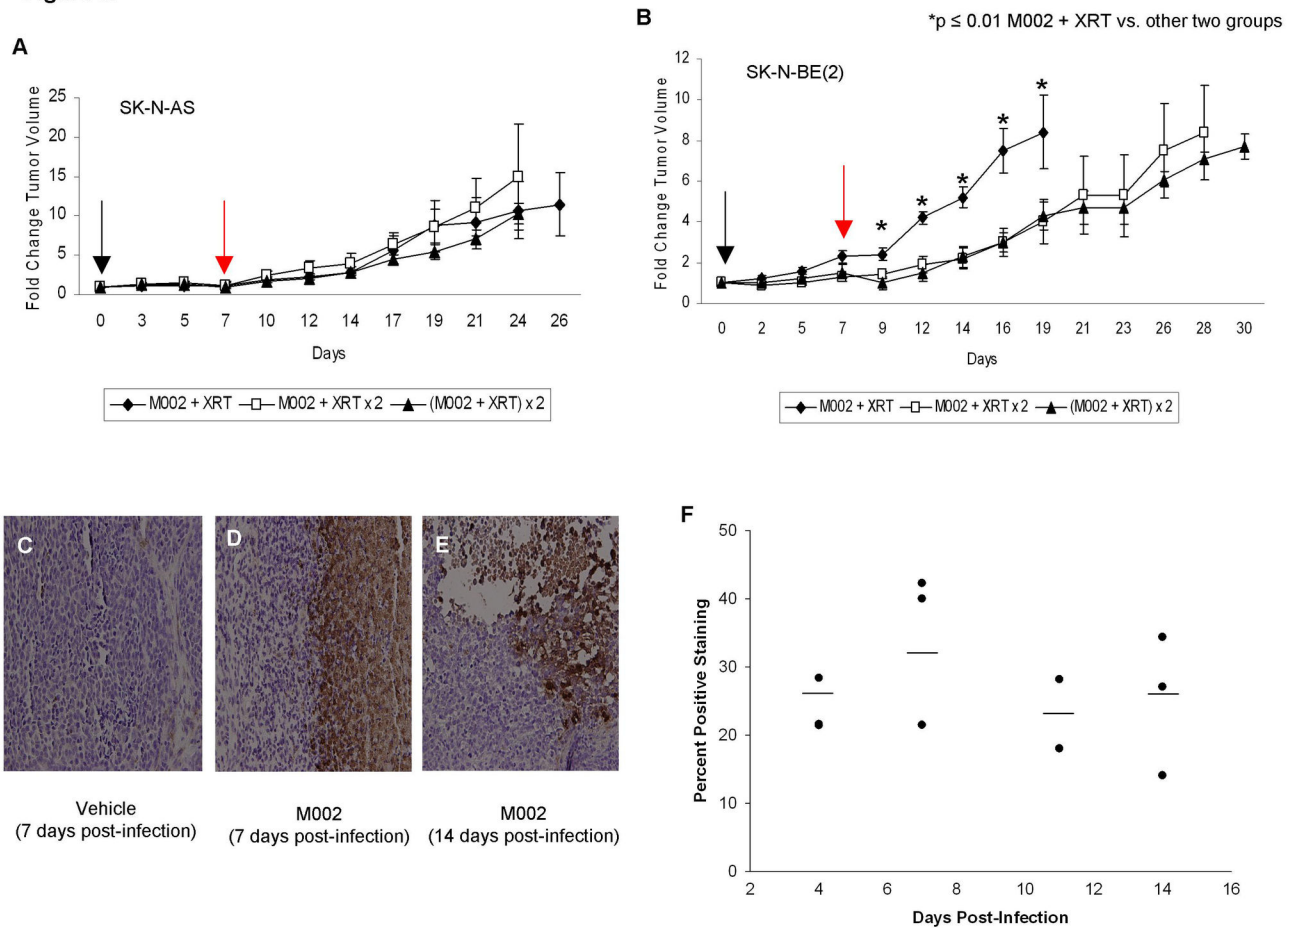 B
*p ≤ 0.01 M002 + XRT vs. other two groups
A
SK-N-AS
Fold Change Tumor Volume
25
20
15
10
5
0
0 3 5 7 10 12 14 17 19 21 24 26
Days
M002 + XRT M002 + XRT x 2 (M002 + XRT) x 2
SK-N-BE(2)
Fold Change Tumor Volume
12
10
8
6
4
2
0
* * * * *
0 2 5 7 9 12 14 16 19 21 23 26 28 30
Days
M002 + XRT M002 + XRT x 2 (M002 + XRT) x 2
C
D
E
Vehicle
(7 days post-infection)
M002
(7 days post-infection)
M002
(14 days post-infection)
F
Percent Positive Staining
50
40
30
20
10
0
2 4 6 8 10 12 14 16
Days Post-Infection